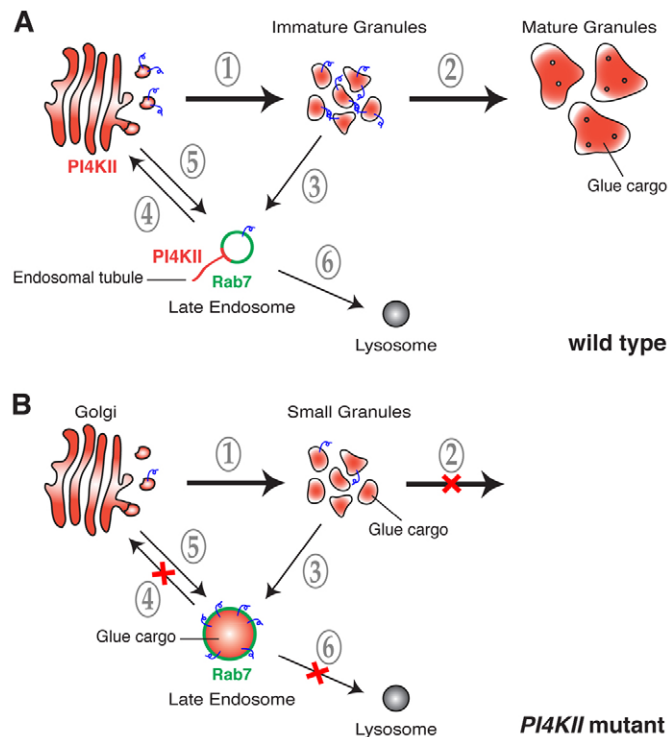 A
Immature Granules
Mature Granules
①
②
PI4KII
⑤
③
Glue cargo
④
PI4KII
⑥
Endosomal tubule
Rab7
Late Endosome
Lysosome
wild type
B
Golgi
Small Granules
①
②
Glue cargo
⑤
③
④
Glue cargo
⑥
Rab7
Late Endosome
Lysosome
PI4KII mutant